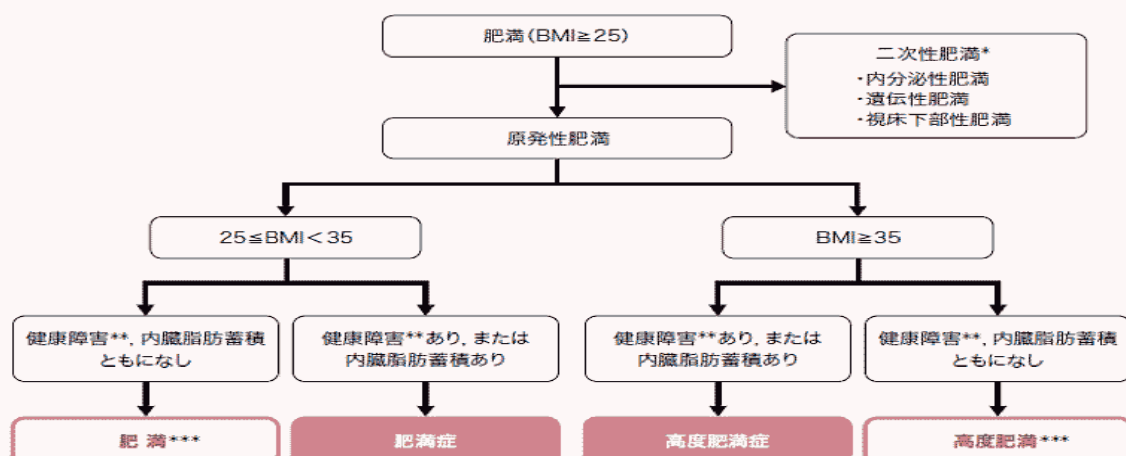 肥満(BMI≧25)
二次性肥満*
・内分泌性肥満
・遺伝性肥満
・視床下部性肥満
原発性肥満
25≦BMI＜35
BMI≧35
健康障害**, 内臓脂肪蓄積
ともになし
健康障害**あり, または
内臓脂肪蓄積あり
健康障害**あり, または
内臓脂肪蓄積あり
健康障害**, 内臓脂肪蓄積
ともになし
肥 満***
肥満症
高度肥満症
高度肥満***